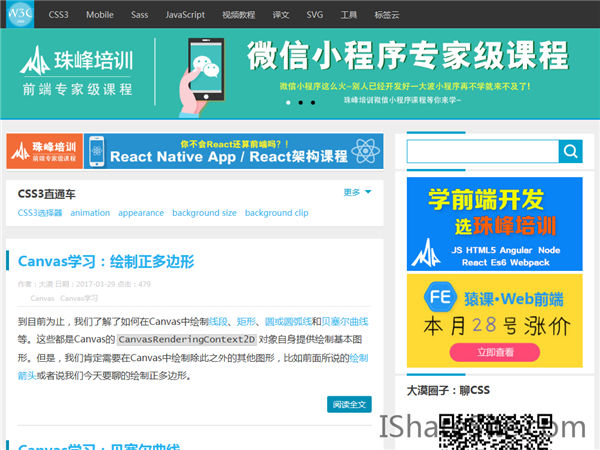 W3C
CSS3 Mobile Sass JavaScript 视频教程 译文 SVG 工具 标签云
珠峰培训
前端专家级课程
微信小程序专家级课程
微信小程序这么火~别人已经开发好一大波小程序再不学就来不及了!
珠峰培训微信小程序课程等你来学~
珠峰培训
前端专家级课程
你不会React还算前端吗?!
React Native App / React架构课程
CSS3直通车
更多
CSS3选择器 animation appearance background size background clip
Canvas学习:绘制正多边形
作者:大漠 日期:2017-03-29 点击:479
Canvas Canvas学习
到目前为止,我们了解了如何在Canvas中绘制线段、矩形、圆或圆弧线和贝塞尔曲线
等。这些都是Canvas的 CanvasRenderingContext2D 对象自身提供绘制基本图
形。但是,我们肯定需要在Canvas中绘制除此之外的其他图形,比如前面所说的绘制
箭头或者说我们今天要聊的绘制正多边形。
阅读全文
Canvas学习:贝塞尔曲线
学前端开发
选珠峰培训
JS HTML5 Angular Node
React Es6 Webpack
FE 猿课·Web前端
本月28号涨价
立即查看
大漠圈子:聊CSS